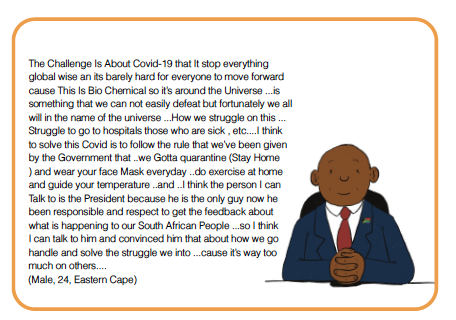 The Challenge Is About Covid-19 that It stop everything
global wise an its barely hard for everyone to move forward
cause This Is Bio Chemical so it's around the Universe ...is
something that we can not easily defeat but fortunately we all
will in the name of the universe ...How we struggle on this ...
Struggle to go to hospitals those who are sick , etc....I think
to solve this Covid is to follow the rule that we've been given
by the Government that ..we Gotta quarantine (Stay Home
) and wear your face Mask everyday ..do exercise at home
and guide your temperature ..and ..I think the person I can
Talk to is the President because he is the only guy now he
been responsible and respect to get the feedback about
what is happening to our South African People ...so I think
I can talk to him and convinced him that about how we go
handle and solve the struggle we into ...cause it's way too
much on others....
(Male, 24, Eastern Cape)